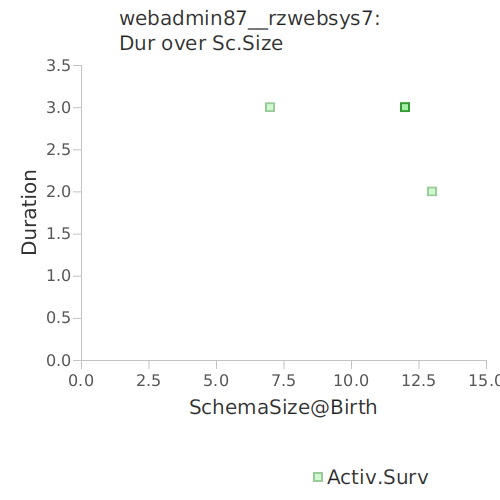 webadmin87__rzwebsys7:
Dur over Sc.Size
3.5
3.0
2.5
2.0
1.5
1.0
0.5
0.0
Duration
0.0 2.5 5.0 7.5 10.0 12.5 15.0
SchemaSize@Birth
Activ.Surv